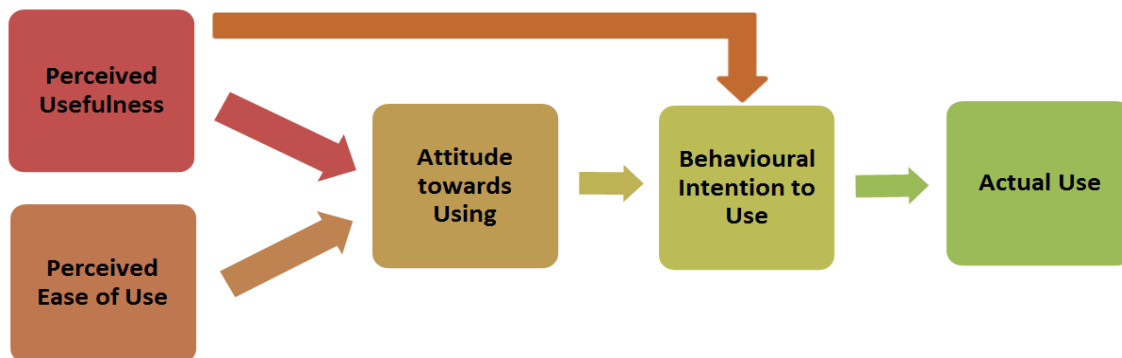 Perceived
Usefulness
Perceived
Ease of Use
Attitude
towards
Using
Behavioural
Intention to
Use
Actual Use